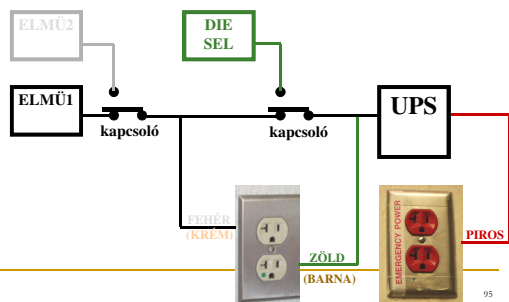 ELMÜ2
DIE
SEL
ELMÜ1
kapcsoló
kapcsoló
UPS
FEHÉR
(KRÉM)
ZÖLD
(BARNA)
EMERGENCY POWER
PIROS
95